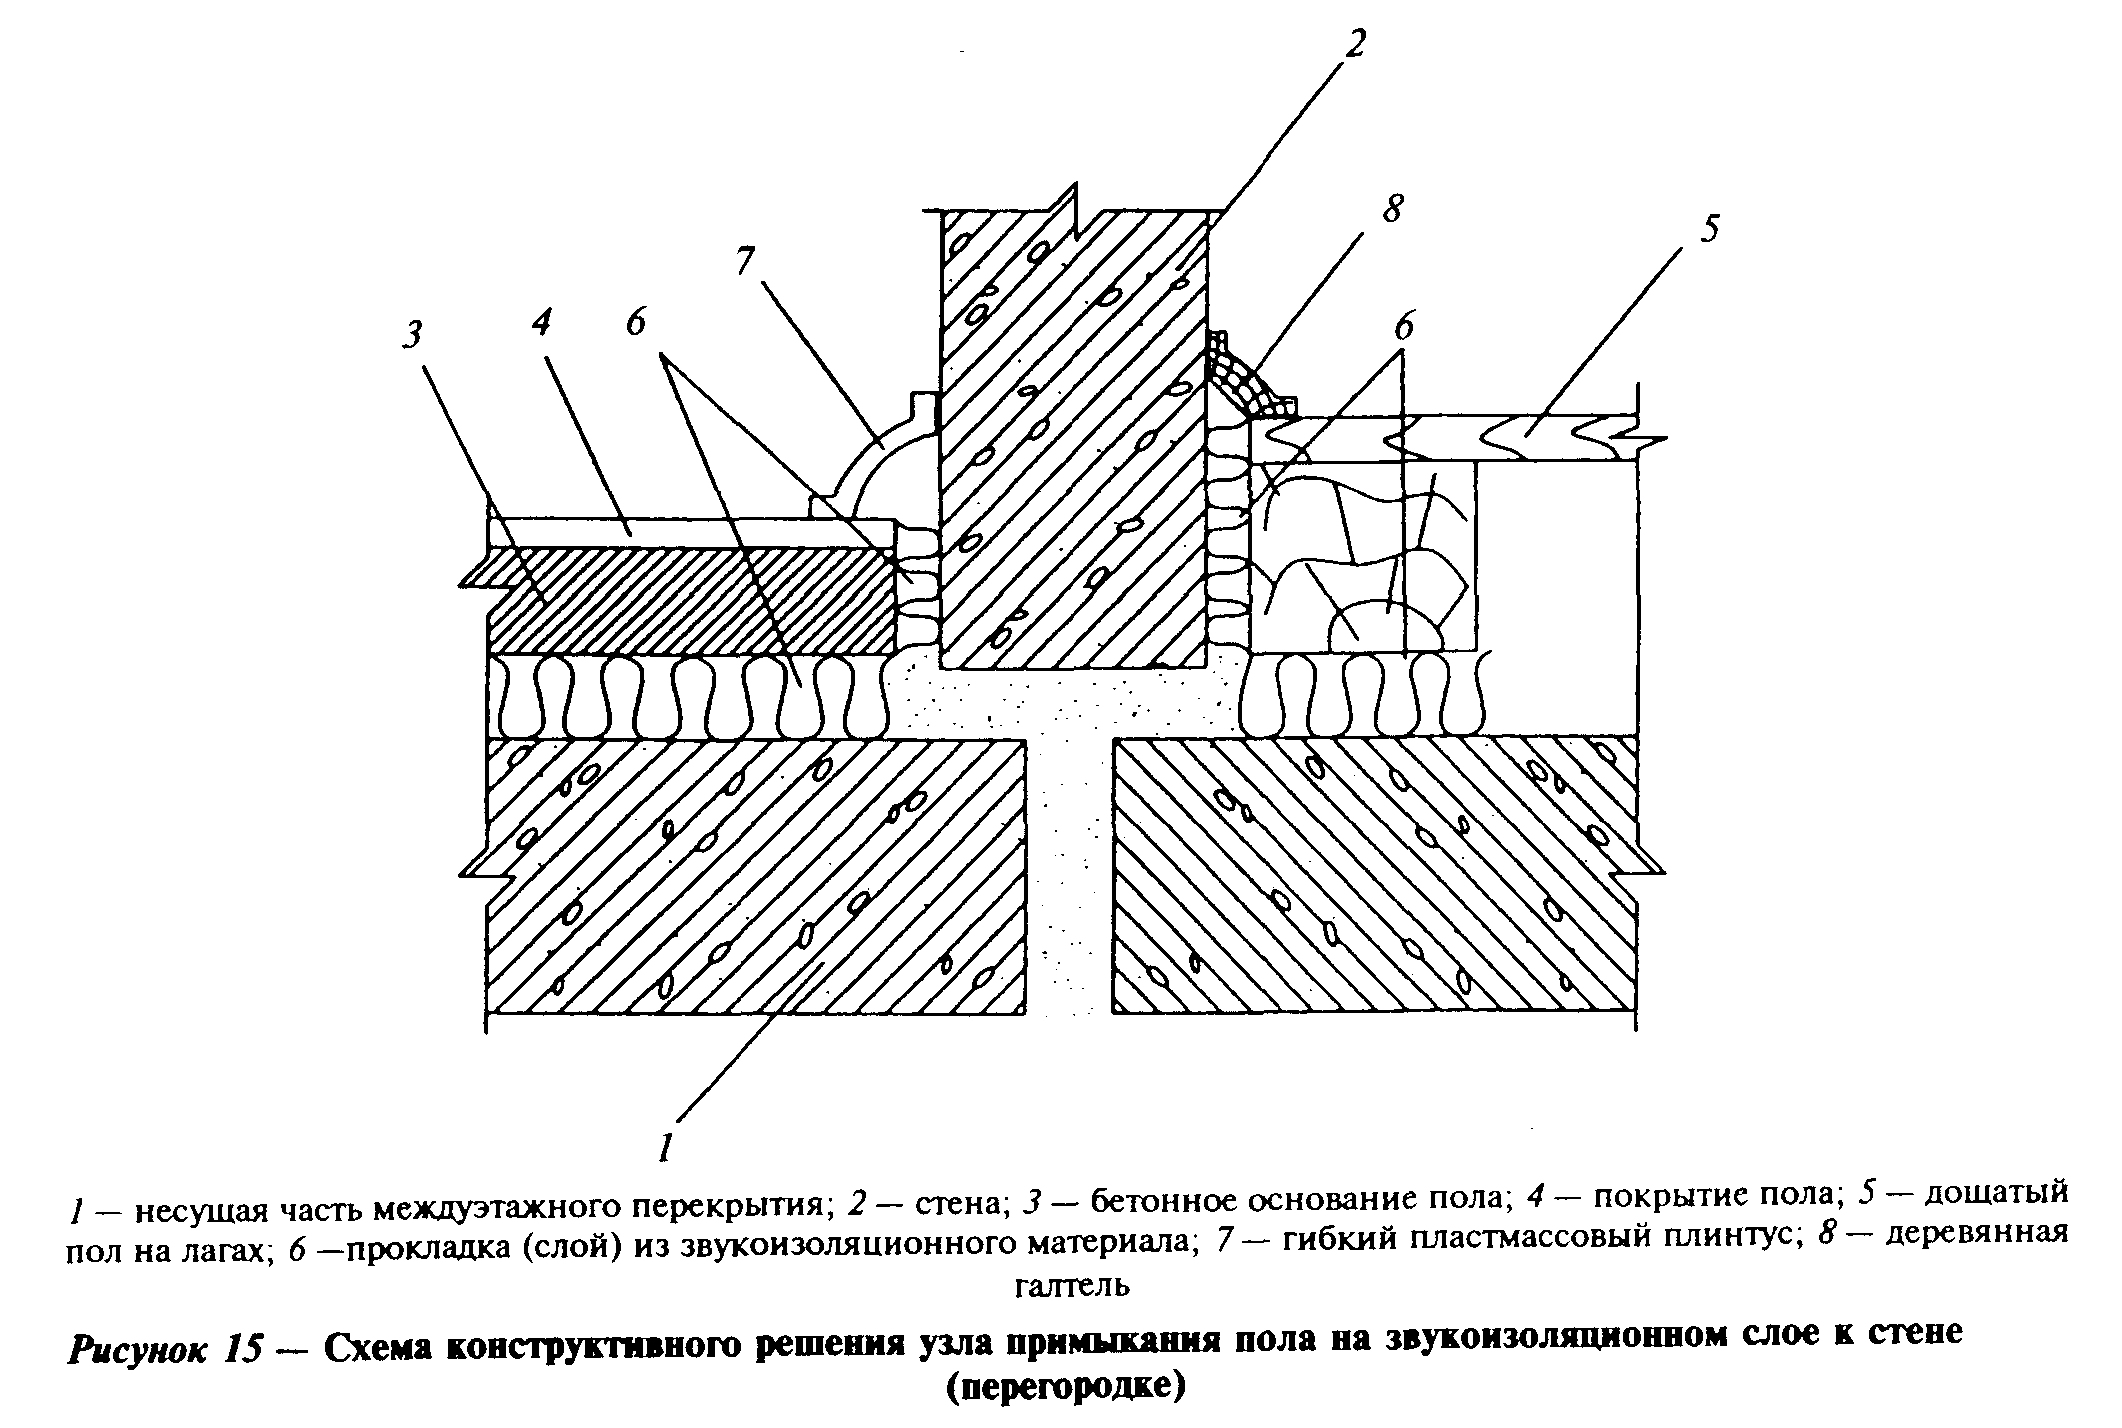 2
8
5
7
4
6
6
3
1
1 — несущая часть междуэтажного перекрытия; 2 — стена; 3 — бетонное основание пола; 4 — покрытие пола; 5 — дощатый
пол на лагах; 6 —прокладка (слой) из звукоизоляционного материала; 7 — гибкий пластмассовый плинтус; 8 — деревянная
галтель
Рисунок 15 — Схема конструктивного решения узла примыкания пола на звукоизоляционном слое к стене
(перегородке)